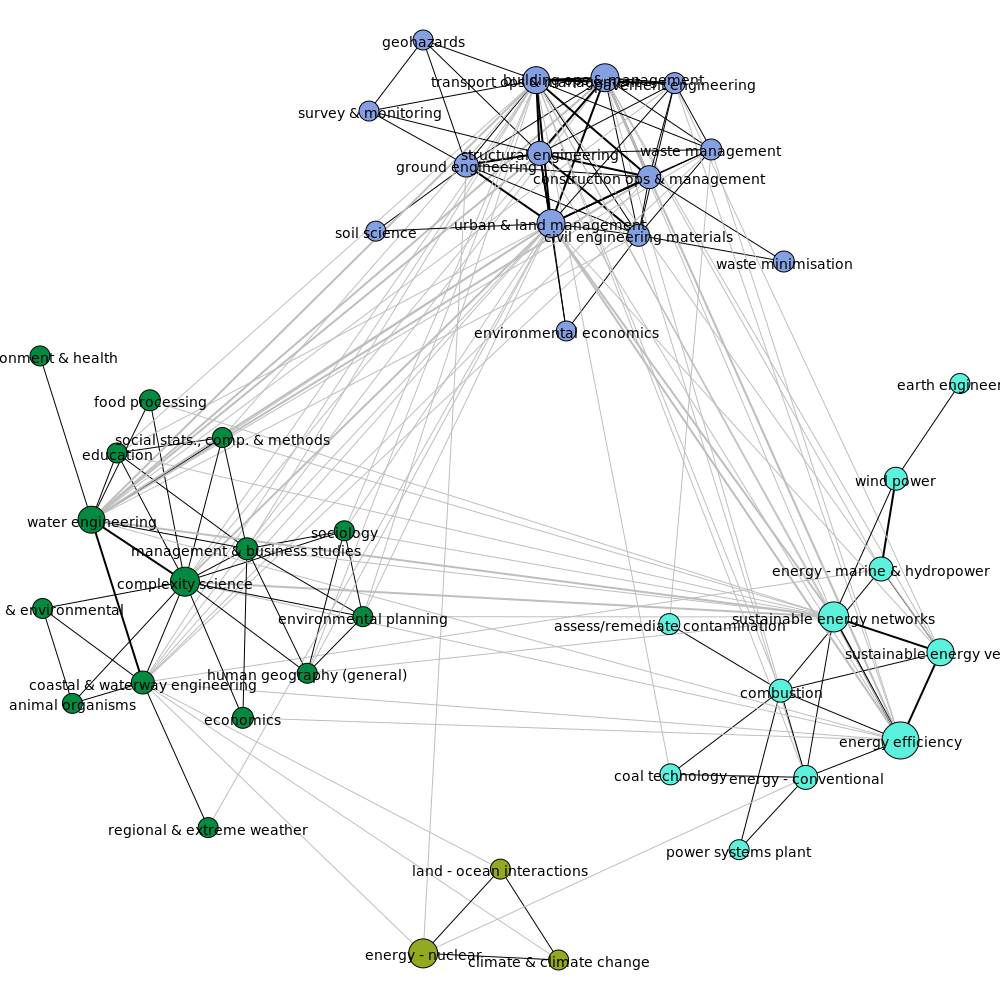 geohazards
building ops & management
transport ops & management
pavement engineering
survey & monitoring
waste management
structural engineering
ground engineering
construction ops & management
urban & land management
soil science
civil engineering materials
waste minimisation
environmental economics
onment & health
earth engineer
food processing
social stats., comp. & methods
education
wind power
water engineering
sociology
management & business studies
energy - marine & hydropower
complexity science
& environmental
environmental planning
sustainable energy networks
assess/remediate contamination
sustainable energy ve
human geography (general)
coastal & waterway engineering
combustion
animal organisms
economics
energy efficiency
coal technology
energy - conventional
regional & extreme weather
power systems plant
land - ocean interactions
energy - nuclear
climate & climate change